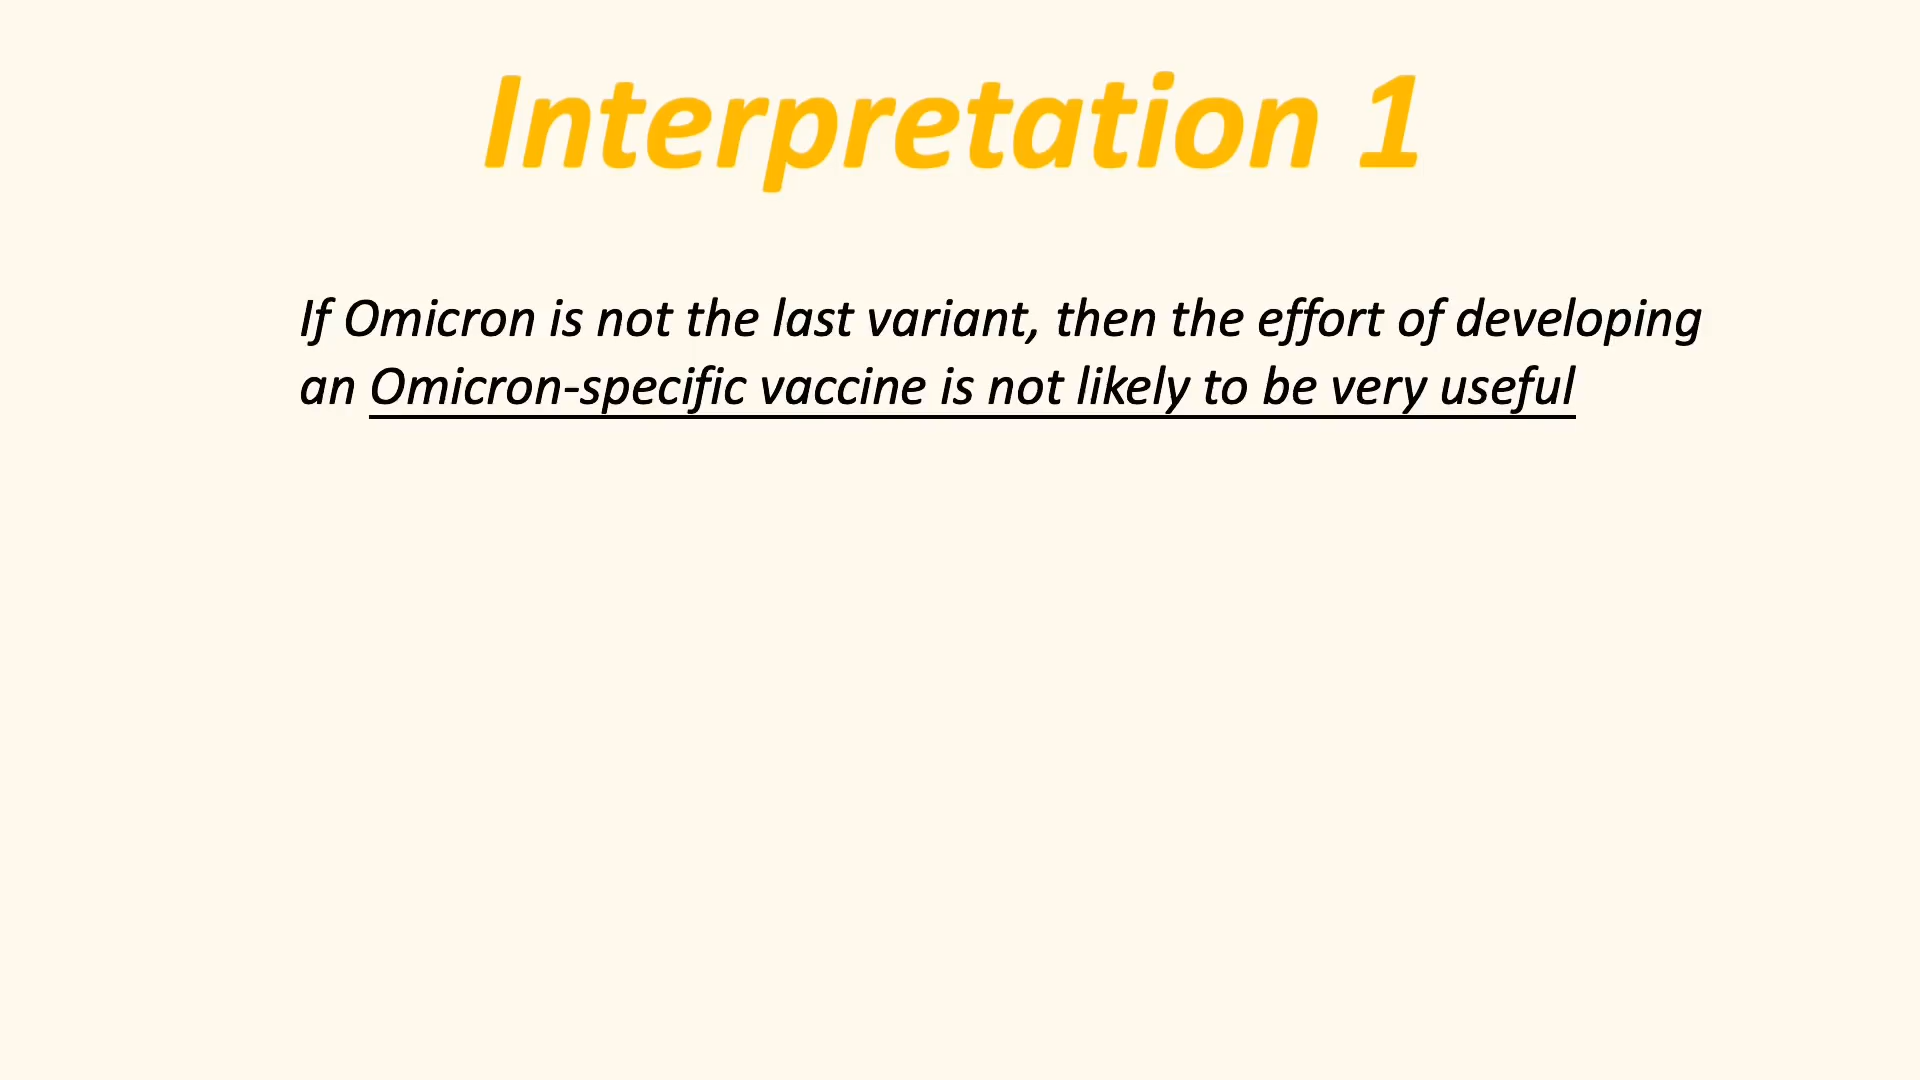 Interpretation 1
If Omicron is not the last variant, then the effort of developing
an Omicron-specific vaccine is not likely to be very useful